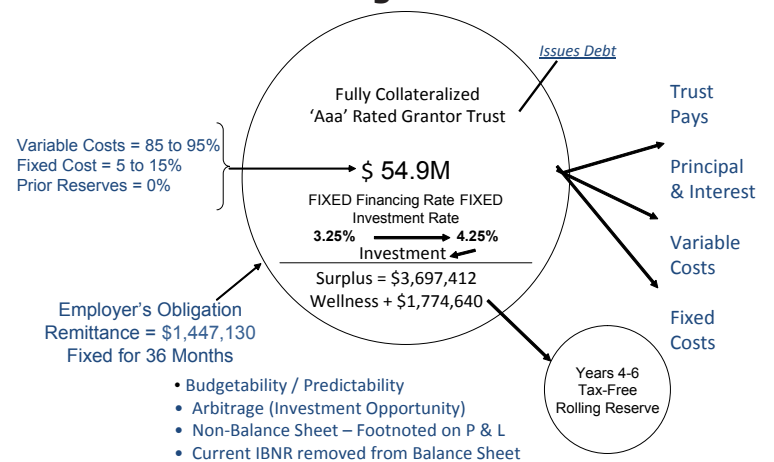 Issues Debt
Fully Collateralized
‘Aaa’ Rated Grantor Trust
Trust
Pays
Variable Costs = 85 to 95%
Fixed Cost = 5 to 15%
Prior Reserves = 0%
$ 54.9M
Principal
& Interest
FIXED Financing Rate FIXED
Investment Rate
3.25% 4.25%
Investment
Variable
Costs
Surplus = $3,697,412
Wellness + $1,774,640
Employer’s Obligation
Remittance = $1,447,130
Fixed for 36 Months
Fixed
Costs
Years 4-6
Tax-Free
Rolling Reserve
• Budgetability / Predictability
• Arbitrage (Investment Opportunity)
• Non-Balance Sheet – Footnoted on P & L
• Current IBNR removed from Balance Sheet